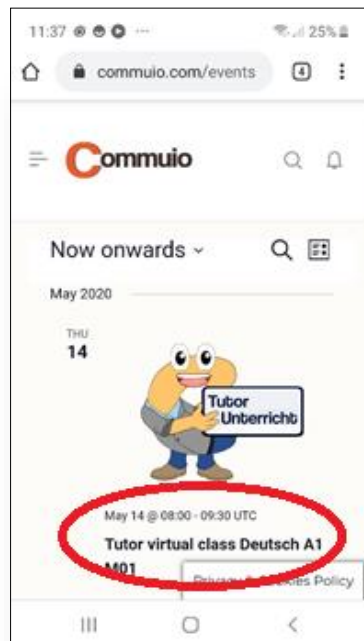 11:37
25%
commuio.com/events
4
Commuio
Now onwards
May 2020
THU
14
Tutor
Unterricht
May 14 @ 08:00 - 09:30 UTC
Tutor virtual class Deutsch A1
M01
Privacy & Cookies Policy